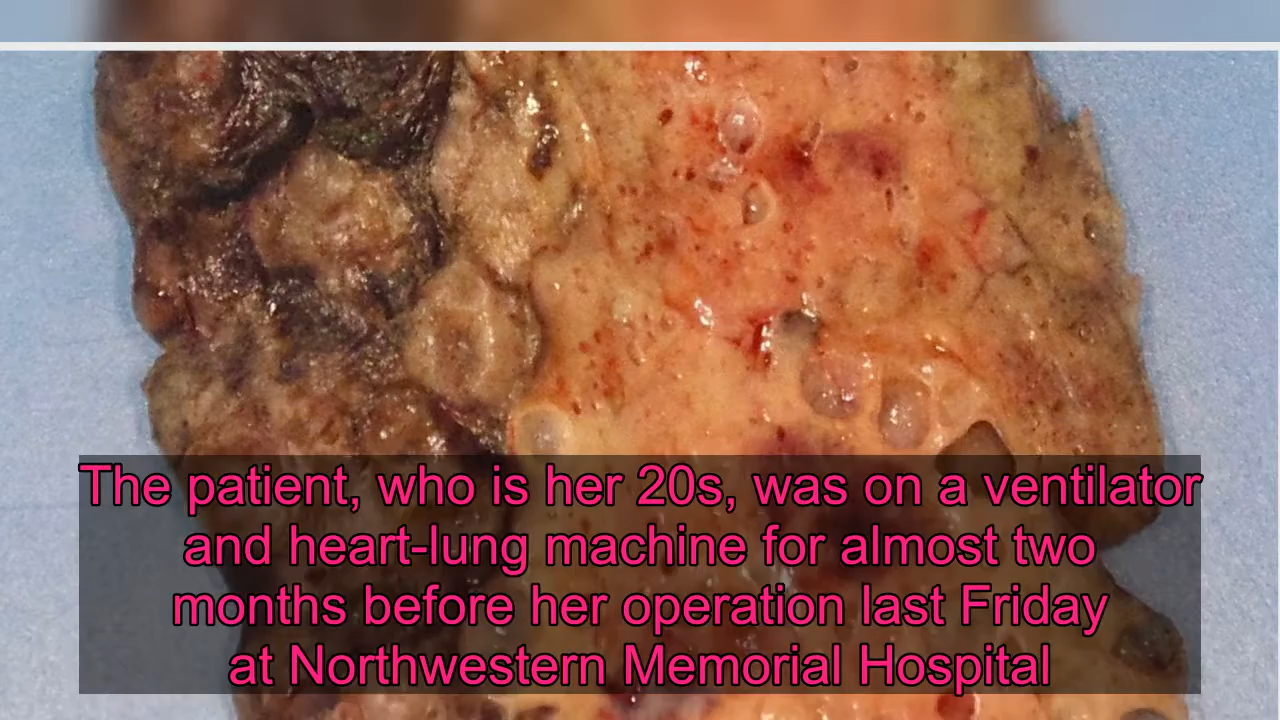 The patient, who is her 20s, was on a ventilator
and heart-lung machine for almost two
months before her operation last Friday
at Northwestern Memorial Hospital